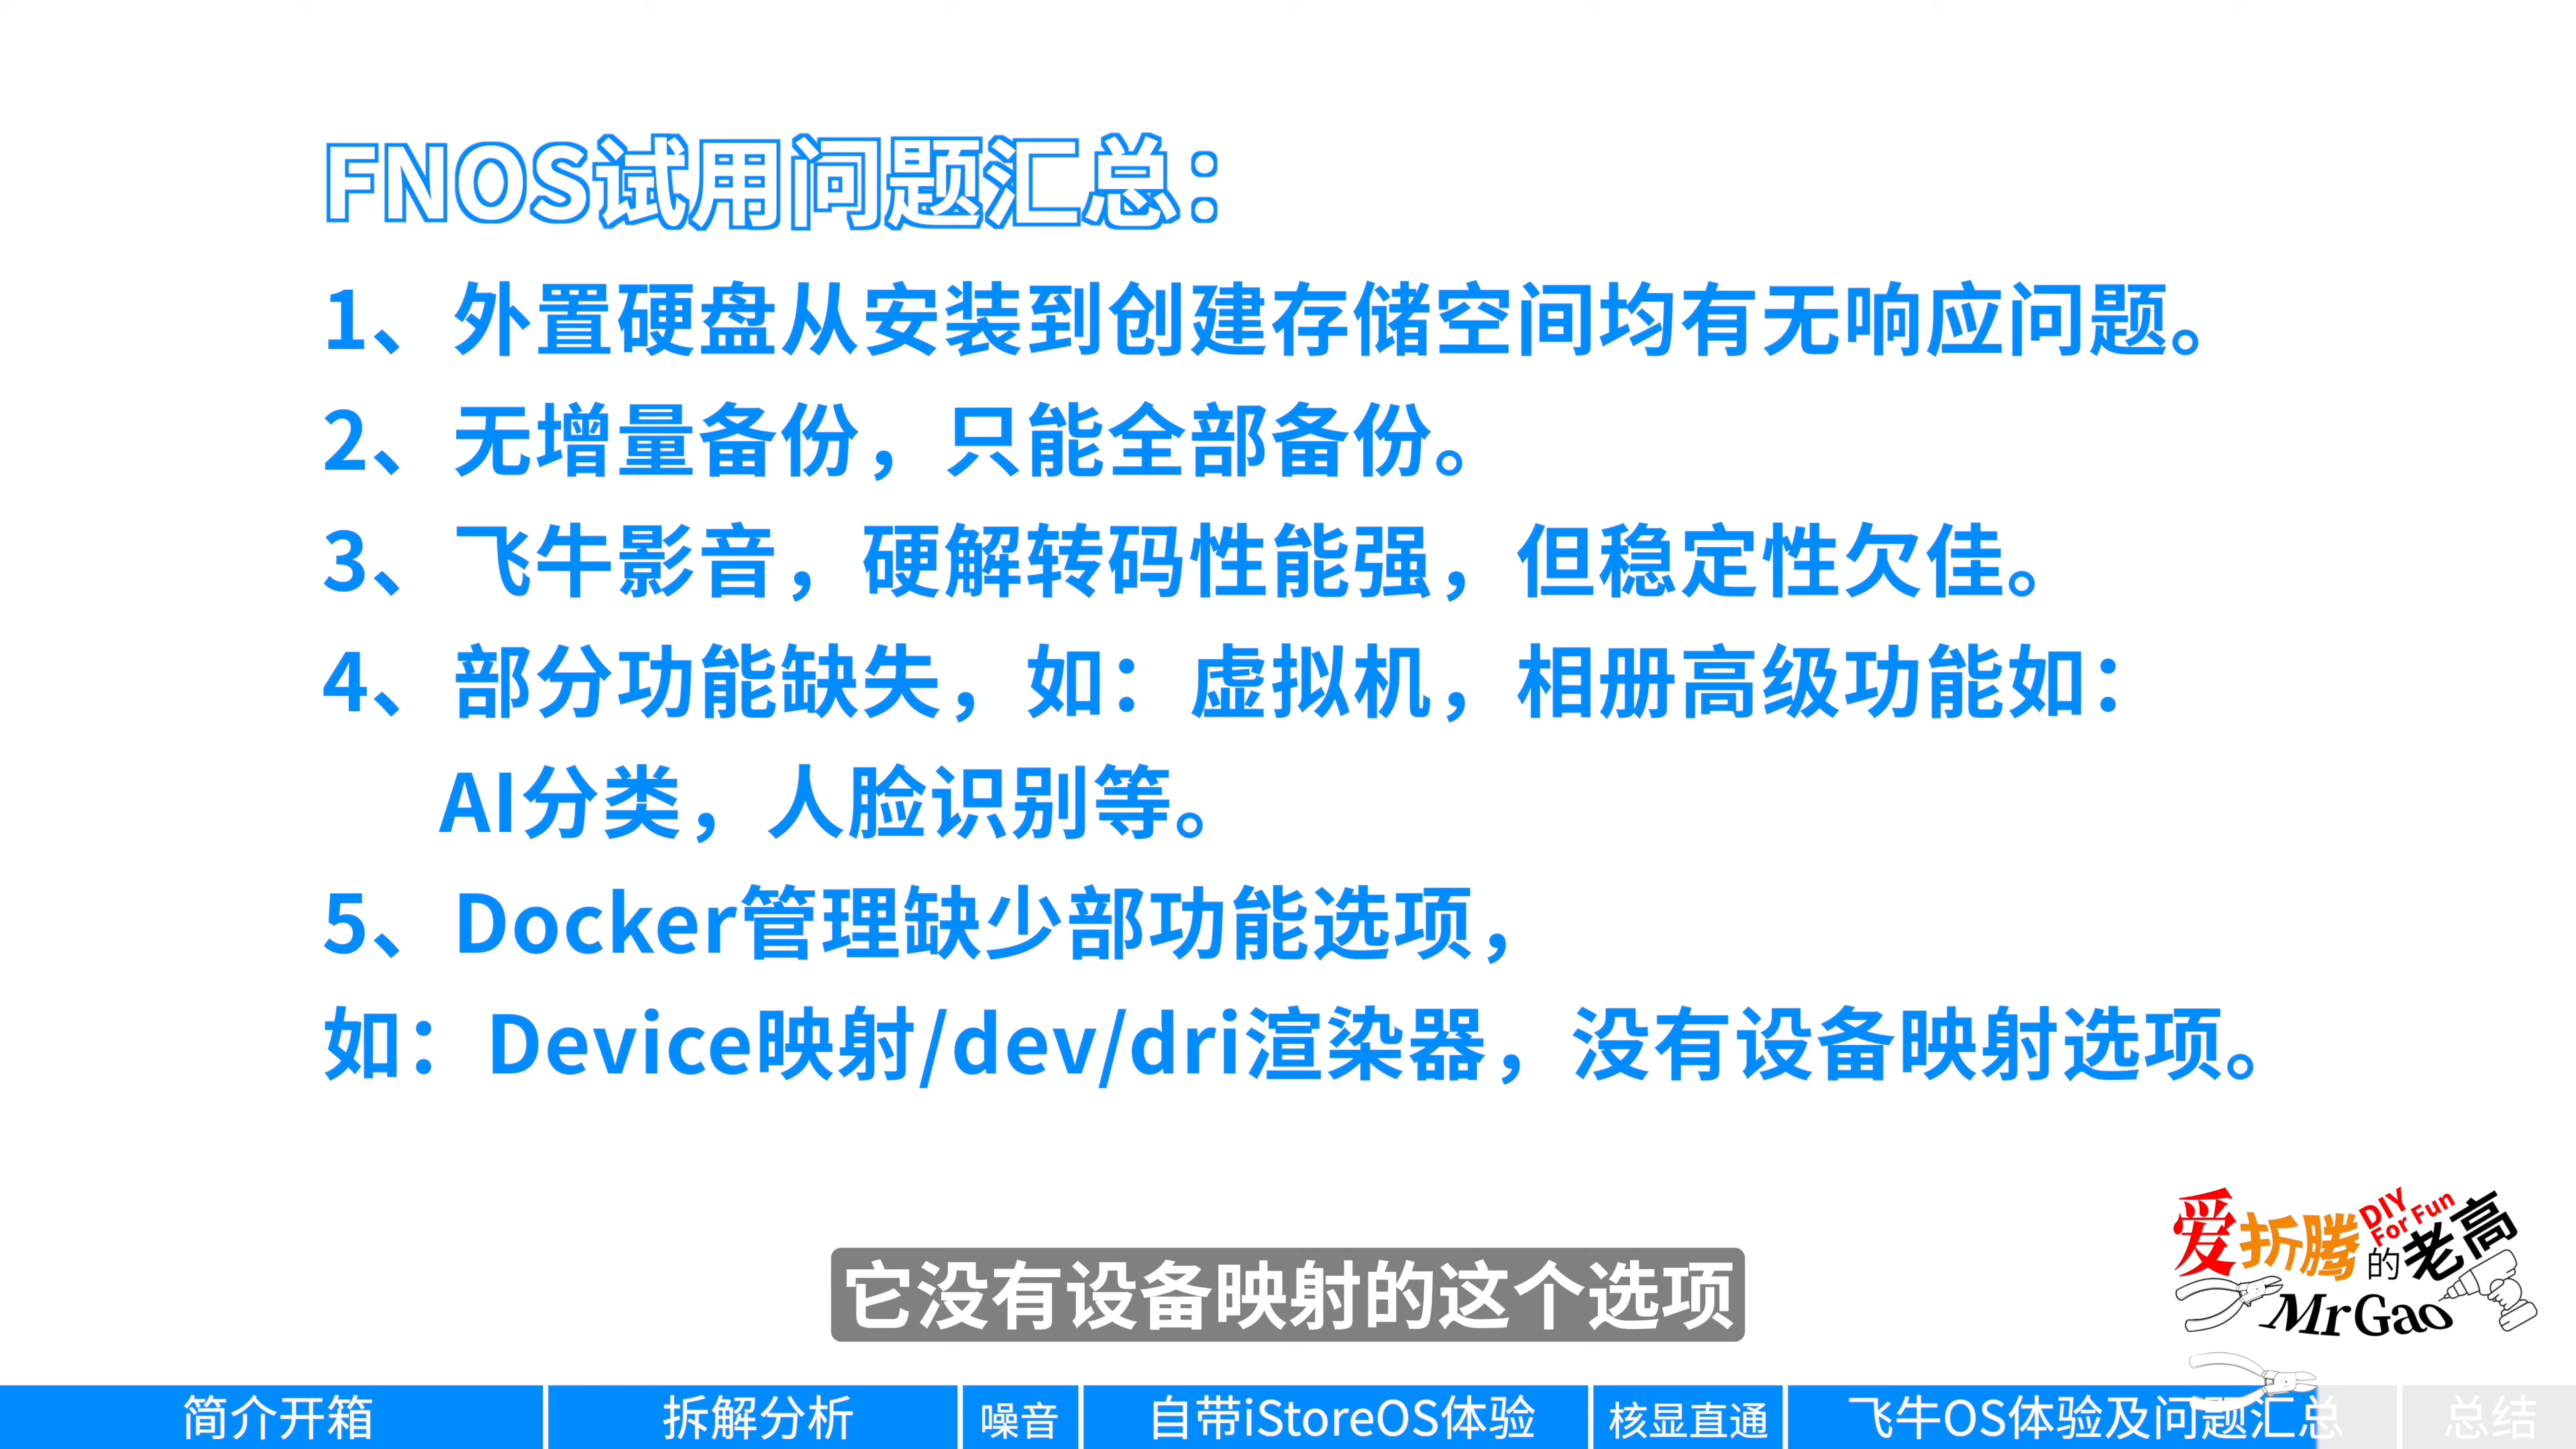 FNOS试用问题汇总：
1、外置硬盘从安装到创建存储空间均有无响应问题。
2、无增量备份，只能全部备份。
3、飞牛影音，硬解转码性能强，但稳定性欠佳。
4、部分功能缺失，如：虚拟机，相册高级功能如：
AI分类，人脸识别等。
5、Docker管理缺少部功能选项，
如：Device映射/dev/dri渲染器，没有设备映射选项。
爱折腾的老高
DIY
For Fun
MrGao
它没有设备映射的这个选项
简介开箱
拆解分析
噪音
自带iStoreOS体验
核显直通
飞牛OS体验及问题汇总
总结